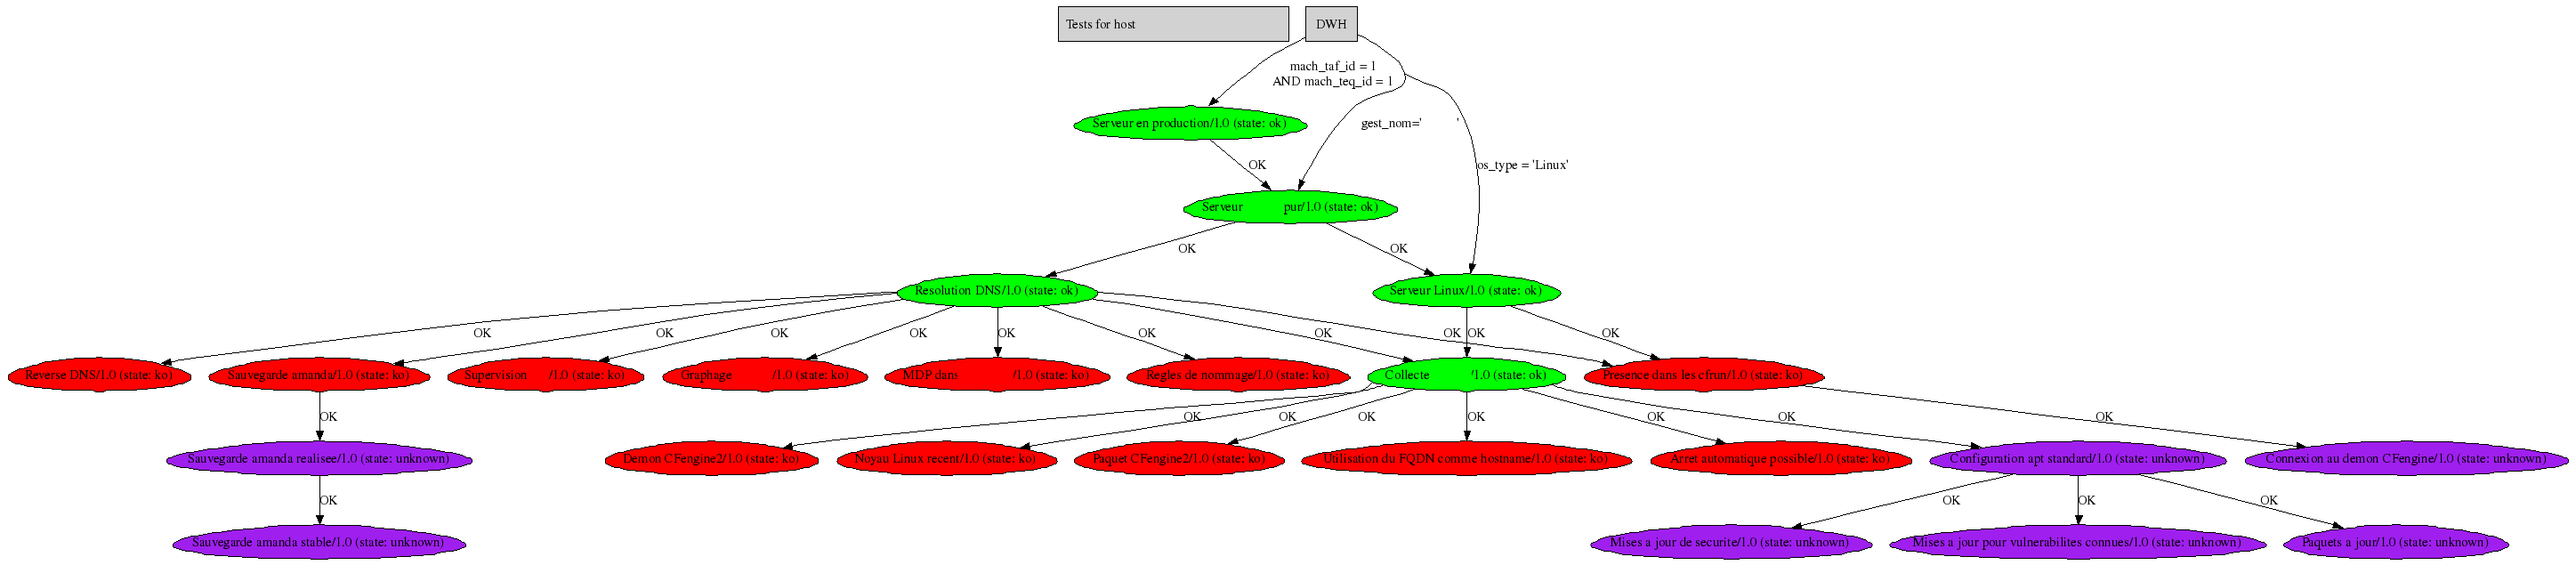 Tests for host
DWH
mach_taf_id = 1
AND mach_teq_id = 1
Serveur en production/1.0 (state: ok)
gest_nom=' '
OK
os_type = 'Linux'
Serveur pur/1.0 (state: ok)
OK
OK
Resolution DNS/1.0 (state: ok)
Serveur Linux/1.0 (state: ok)
OK
OK
OK
OK
OK
OK
OK
OK
OK
OK
Reverse DNS/1.0 (state: ko)
Sauvegarde amanda/1.0 (state: ko)
Supervision /1.0 (state: ko)
Graphage /1.0 (state: ko)
MDP dans /1.0 (state: ko)
Regles de nommage/1.0 (state: ko)
Collecte /1.0 (state: ok)
Presence dans les cfrun/1.0 (state: ko)
OK
OK
OK
OK
OK
OK
OK
OK
Sauvegarde amanda realisee/1.0 (state: unknown)
Demon CFengine2/1.0 (state: ko)
Noyau Linux recent/1.0 (state: ko)
Paquet CFengine2/1.0 (state: ko)
Utilisation du FQDN comme hostname/1.0 (state: ko)
Arret automatique possible/1.0 (state: ko)
Configuration apt standard/1.0 (state: unknown)
Connexion au demon CFengine/1.0 (state: unknown)
OK
OK
OK
OK
Sauvegarde amanda stable/1.0 (state: unknown)
Mises a jour de securite/1.0 (state: unknown)
Mises a jour pour vulnerabilites connues/1.0 (state: unknown)
Paquets a jour/1.0 (state: unknown)